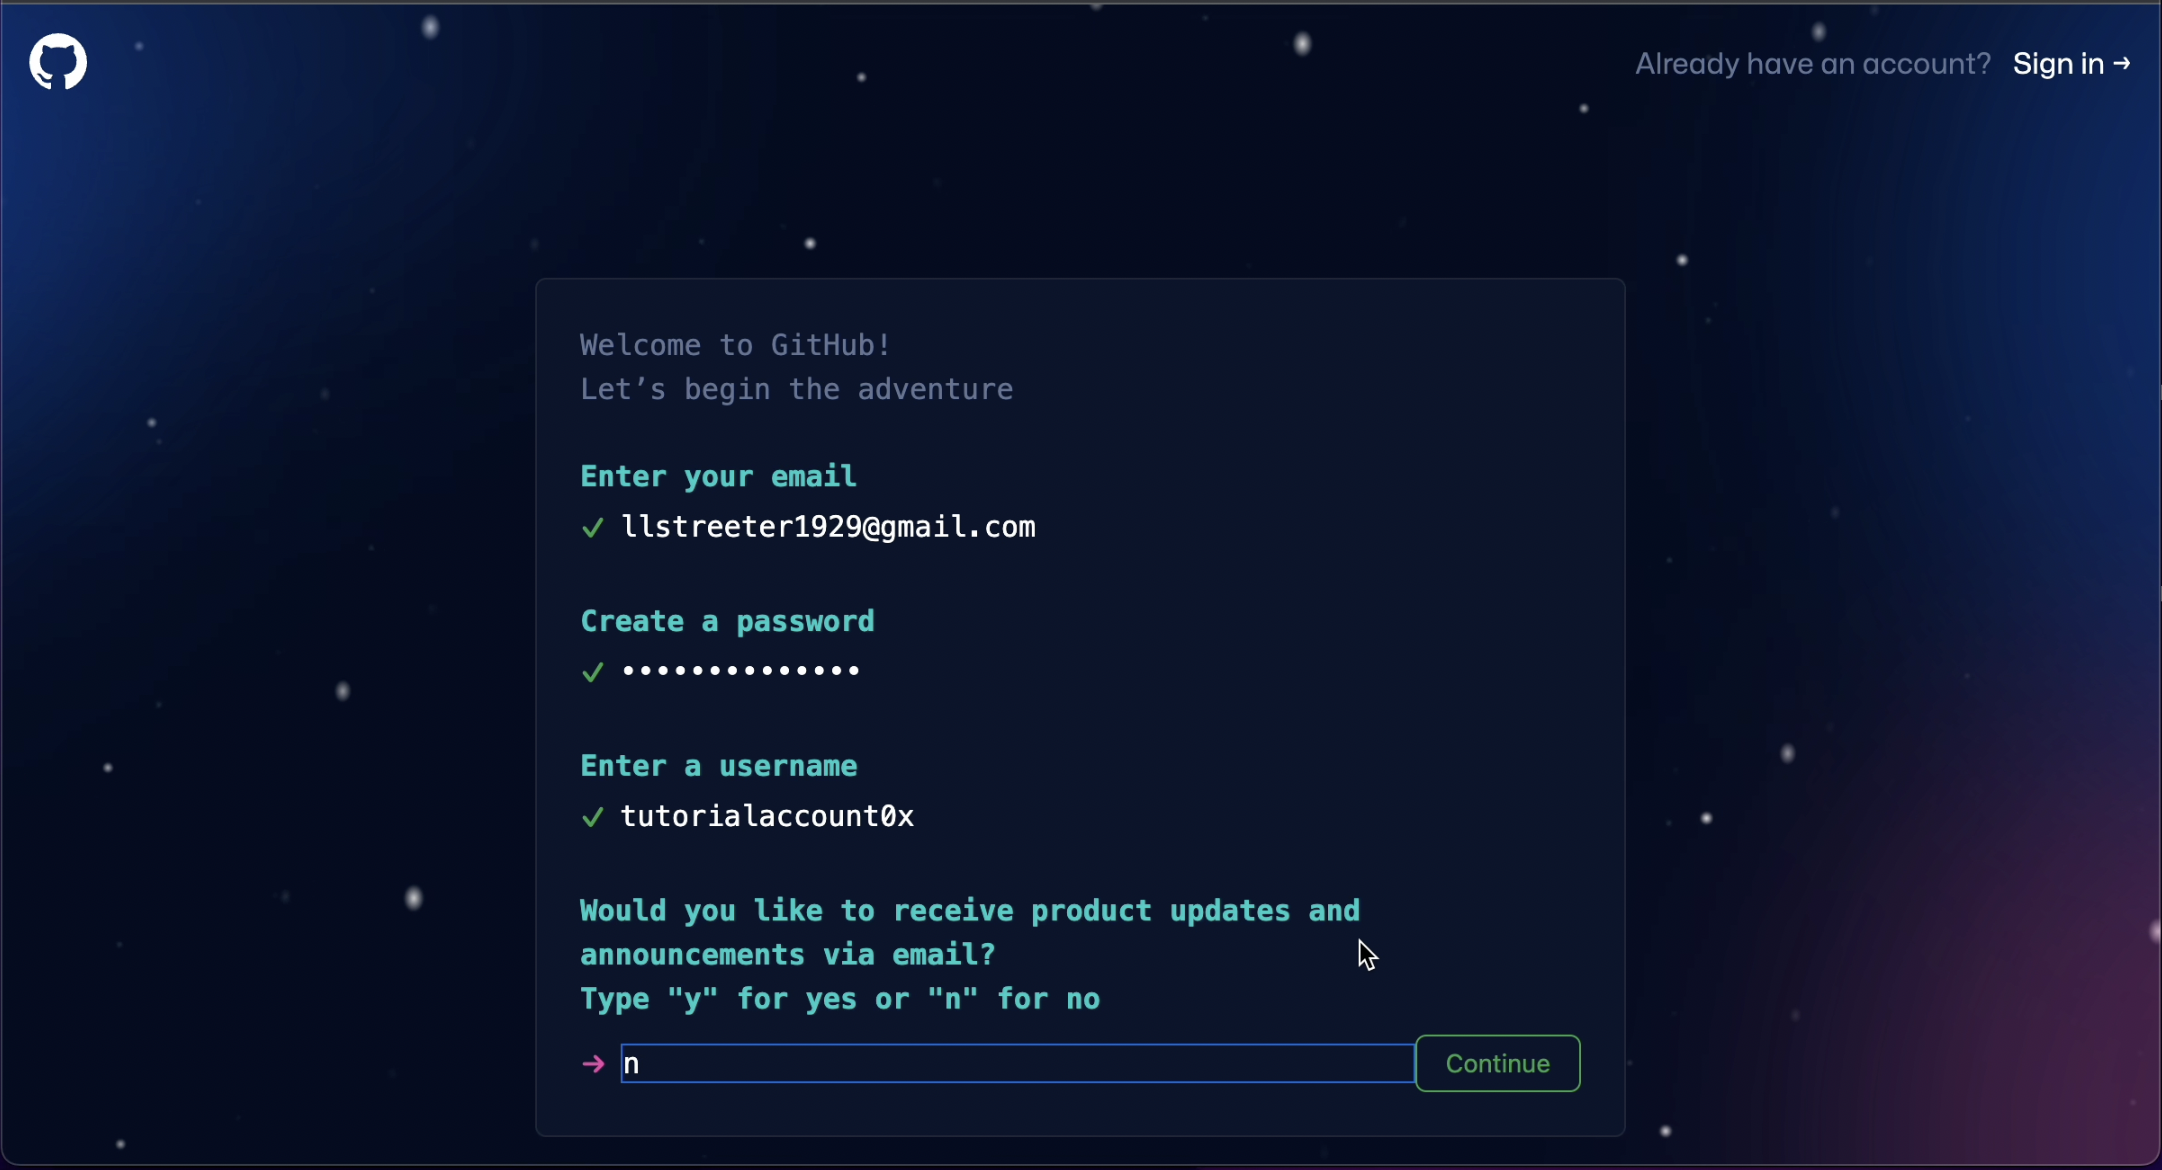 Already have an account? Sign in →
Welcome to GitHub!
Let’s begin the adventure
Enter your email
✓ llstreeter1929@gmail.com
Create a password
✓ ••••••••••••••
Enter a username
✓ tutorialaccount0x
Would you like to receive product updates and
announcements via email?
Type "y" for yes or "n" for no
→ n Continue